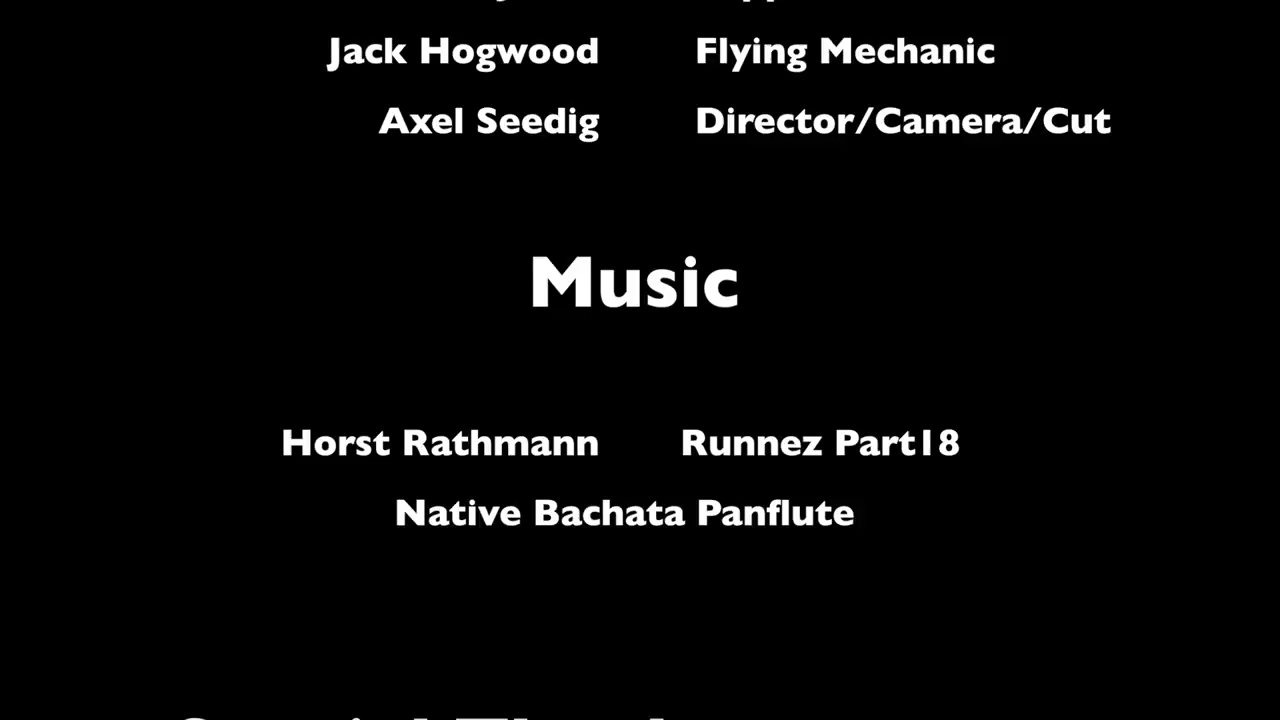 Jack Hogwood Flying Mechanic
Axel Seedig Director/Camera/Cut
Music
Horst Rathmann Runnez Part18
Native Bachata Panflute